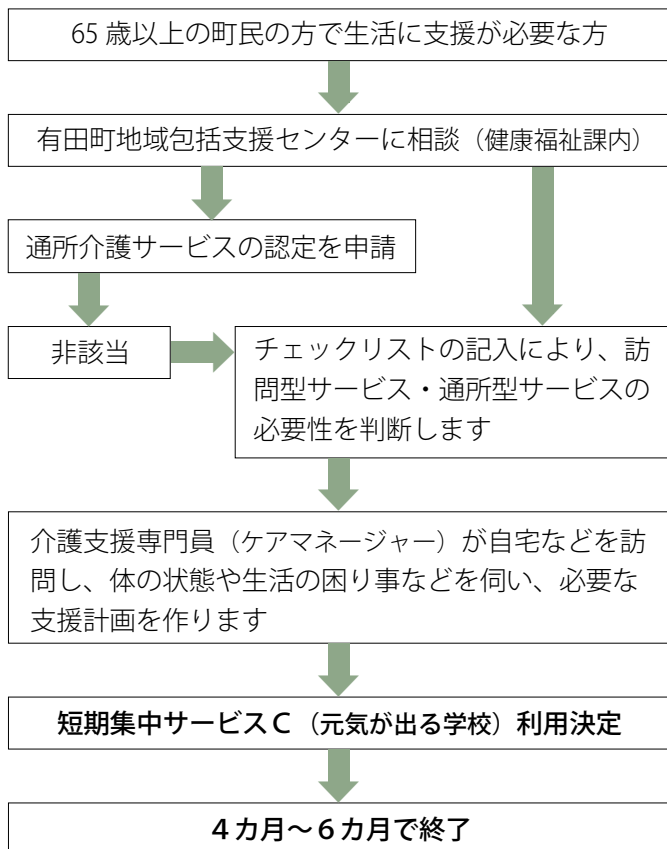 65 歳以上の町民の方で生活に支援が必要な方
有田町地域包括支援センターに相談（健康福祉課内）
通所介護サービスの認定を申請
非該当
チェックリストの記入により、訪
問型サービス・通所型サービスの
必要性を判断します
介護支援専門員（ケアマネージャー）が自宅などを訪
問し、体の状態や生活の困り事などを伺い、必要な
支援計画を作ります
短期集中サービスＣ（元気が出る学校）利用決定
４カ月～６カ月で終了